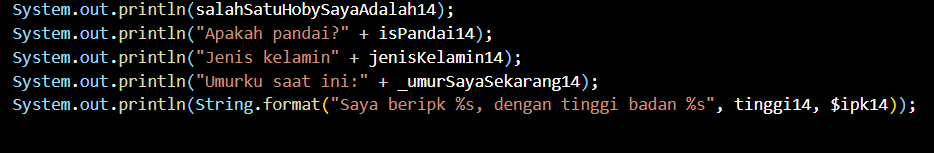 System.out.println(salahSatuHobySayaAdalah14);
System.out.println("Apakah pandai?" + isPandai14);
System.out.println("Jenis kelamin" + jenisKelamin14);
System.out.println("Umurku saat ini:" + _umurSayaSekarang14);
System.out.println(String.format("Saya beripk %s, dengan tinggi badan %s", tinggi14, $ipk14));